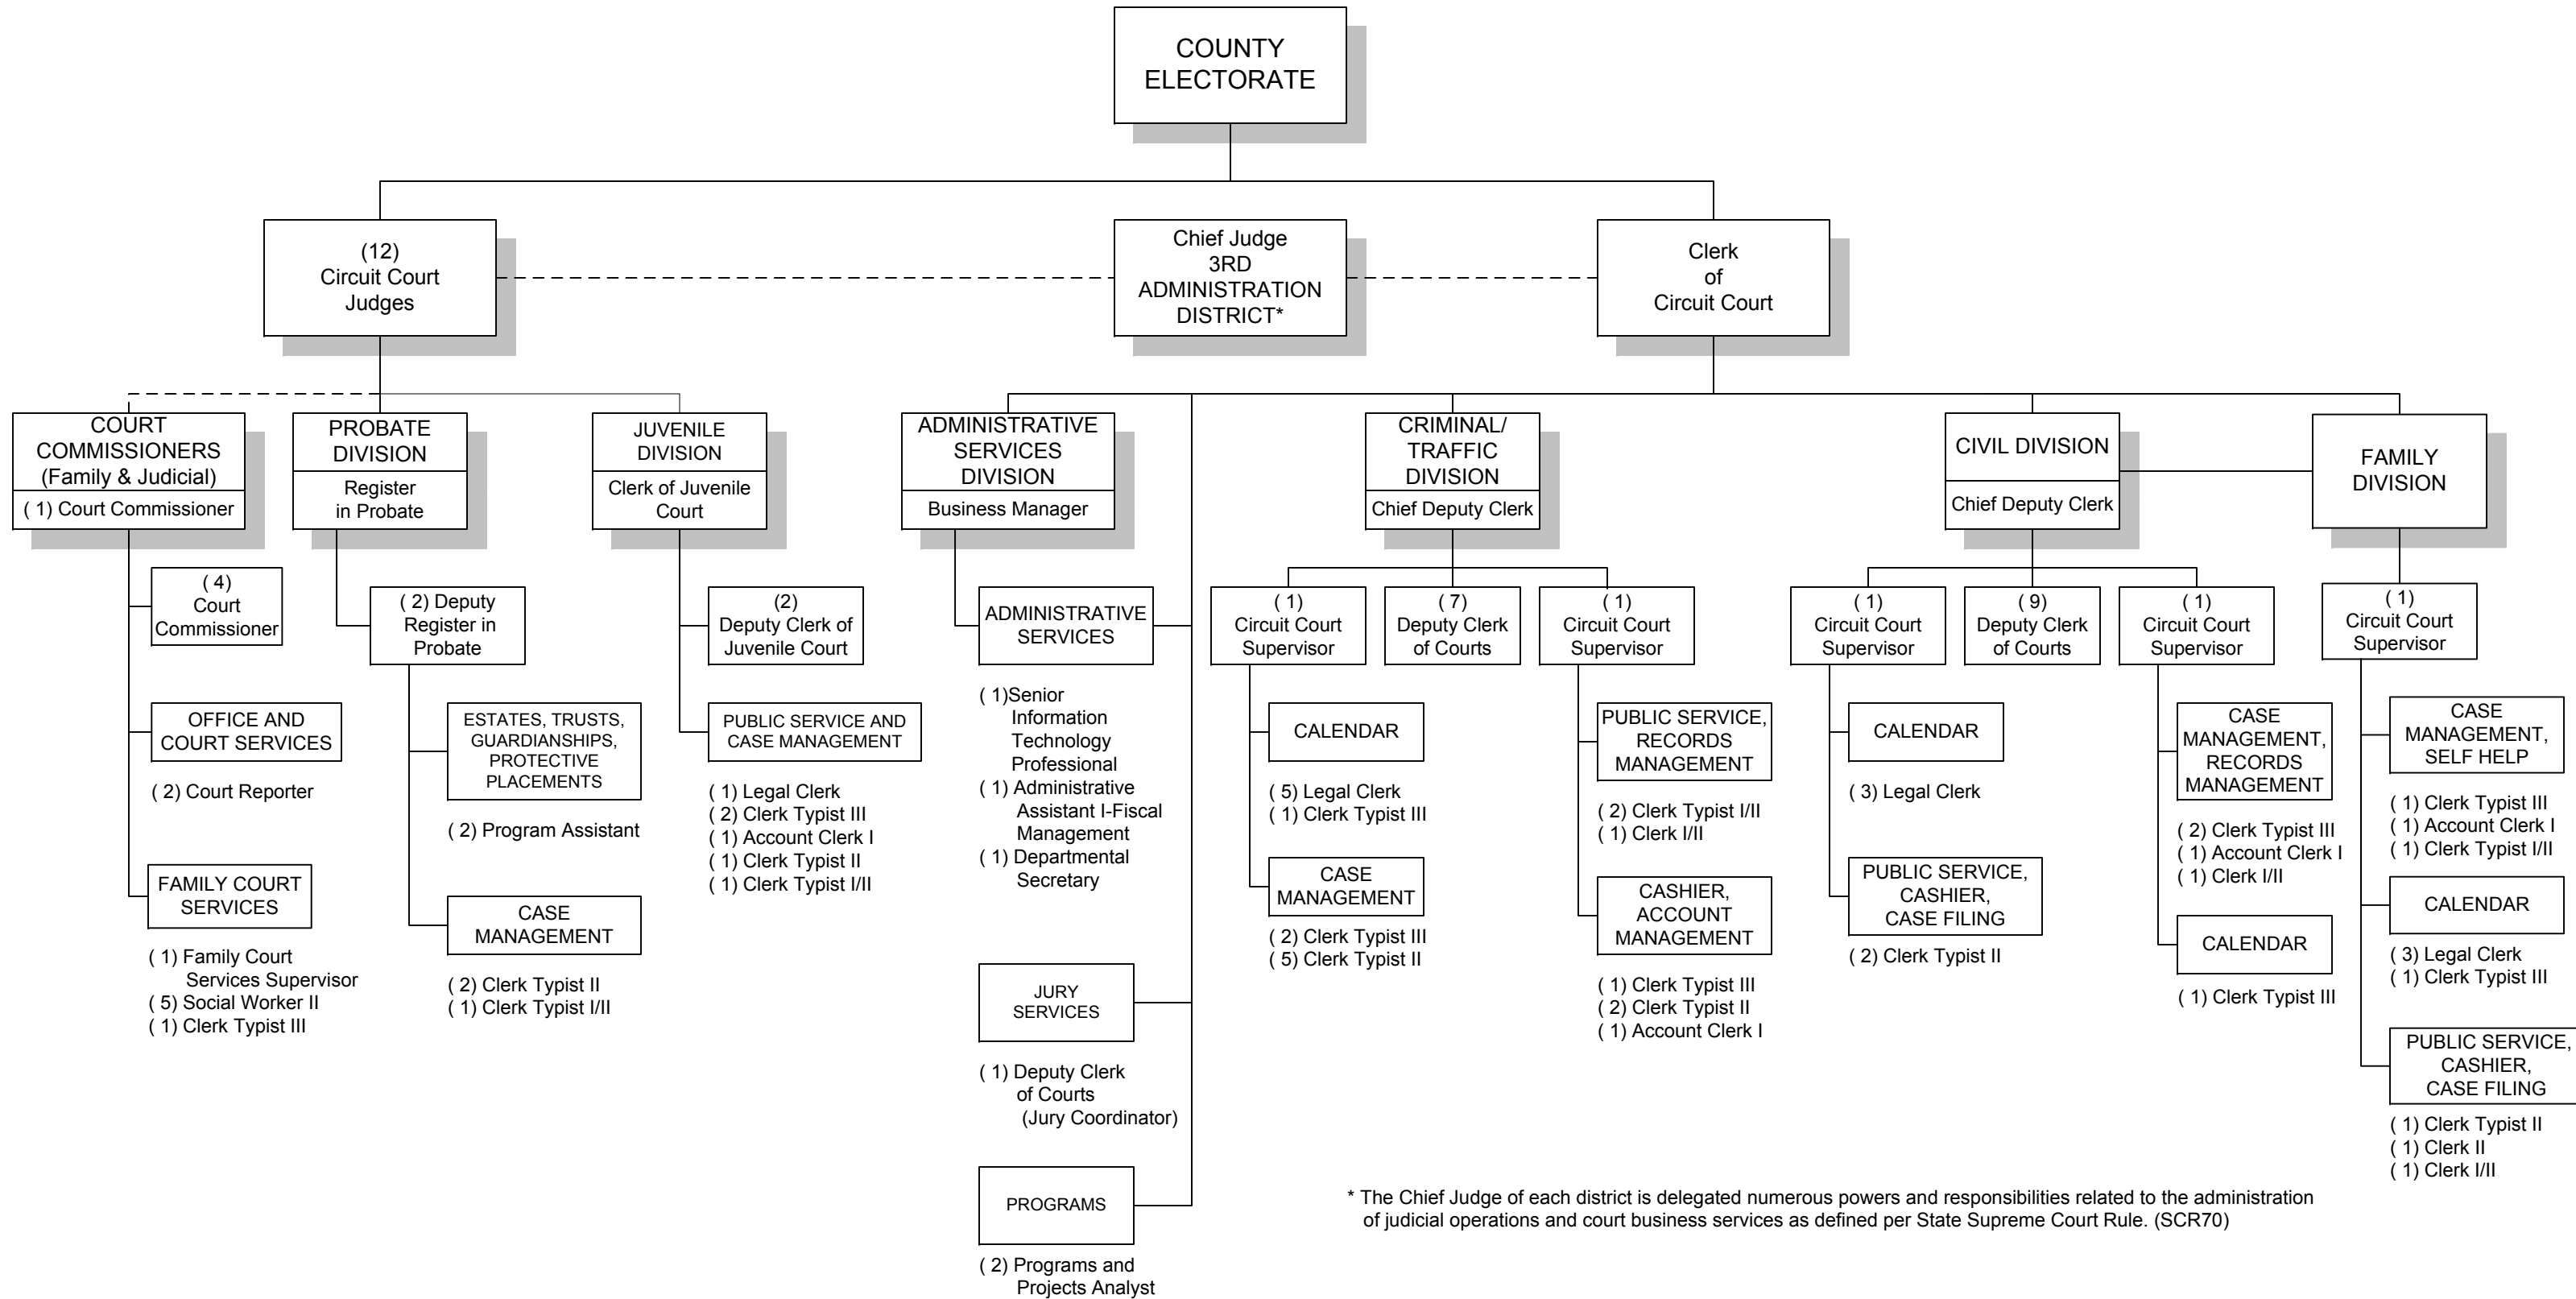 COUNTY
ELECTORATE
(12)
Circuit Court
Judges
Chief Judge
3RD
ADMINISTRATION
DISTRICT*
Clerk
of
Circuit Court
COURT
COMMISSIONERS
(Family & Judicial)
( 1) Court Commissioner
( 4)
Court
Commissioner
OFFICE AND
COURT SERVICES
( 2) Court Reporter
FAMILY COURT
SERVICES
( 1) Family Court
Services Supervisor
( 5) Social Worker II
( 1) Clerk Typist III
PROBATE
DIVISION
Register
in Probate
( 2) Deputy
Register in
Probate
ESTATES, TRUSTS,
GUARDIANSHIPS,
PROTECTIVE
PLACEMENTS
( 2) Program Assistant
CASE
MANAGEMENT
( 2) Clerk Typist II
( 1) Clerk Typist I/II
JUVENILE
DIVISION
Clerk of Juvenile
Court
(2)
Deputy Clerk of
Juvenile Court
PUBLIC SERVICE AND
CASE MANAGEMENT
( 1) Legal Clerk
( 2) Clerk Typist III
( 1) Account Clerk I
( 1) Clerk Typist II
( 1) Clerk Typist I/II
ADMINISTRATIVE
SERVICES
DIVISION
Business Manager
ADMINISTRATIVE
SERVICES
( 1)Senior
Information
Technology
Professional
( 1) Administrative
Assistant I-Fiscal
Management
( 1) Departmental
Secretary
JURY
SERVICES
( 1) Deputy Clerk
of Courts
(Jury Coordinator)
PROGRAMS
( 2) Programs and
Projects Analyst
CRIMINAL/
TRAFFIC
DIVISION
Chief Deputy Clerk
( 1)
Circuit Court
Supervisor
CALENDAR
( 5) Legal Clerk
( 1) Clerk Typist III
CASE
MANAGEMENT
( 2) Clerk Typist III
( 5) Clerk Typist II
( 7)
Deputy Clerk
of Courts
( 1)
Circuit Court
Supervisor
PUBLIC SERVICE,
RECORDS
MANAGEMENT
( 2) Clerk Typist I/II
( 1) Clerk I/II
CASHIER,
ACCOUNT
MANAGEMENT
( 1) Clerk Typist III
( 2) Clerk Typist II
( 1) Account Clerk I
CIVIL DIVISION
Chief Deputy Clerk
( 1)
Circuit Court
Supervisor
CALENDAR
( 3) Legal Clerk
PUBLIC SERVICE,
CASHIER,
CASE FILING
( 2) Clerk Typist II
( 9)
Deputy Clerk
of Courts
( 1)
Circuit Court
Supervisor
CASE
MANAGEMENT,
RECORDS
MANAGEMENT
( 2) Clerk Typist III
( 1) Account Clerk I
( 1) Clerk I/II
CALENDAR
( 1) Clerk Typist III
FAMILY
DIVISION
( 1)
Circuit Court
Supervisor
CASE
MANAGEMENT,
SELF HELP
( 1) Clerk Typist III
( 1) Account Clerk I
( 1) Clerk Typist I/II
CALENDAR
( 3) Legal Clerk
( 1) Clerk Typist III
PUBLIC SERVICE,
CASHIER,
CASE FILING
( 1) Clerk Typist II
( 1) Clerk II
( 1) Clerk I/II
* The Chief Judge of each district is delegated numerous powers and responsibilities related to the administration
of judicial operations and court business services as defined per State Supreme Court Rule. (SCR70)